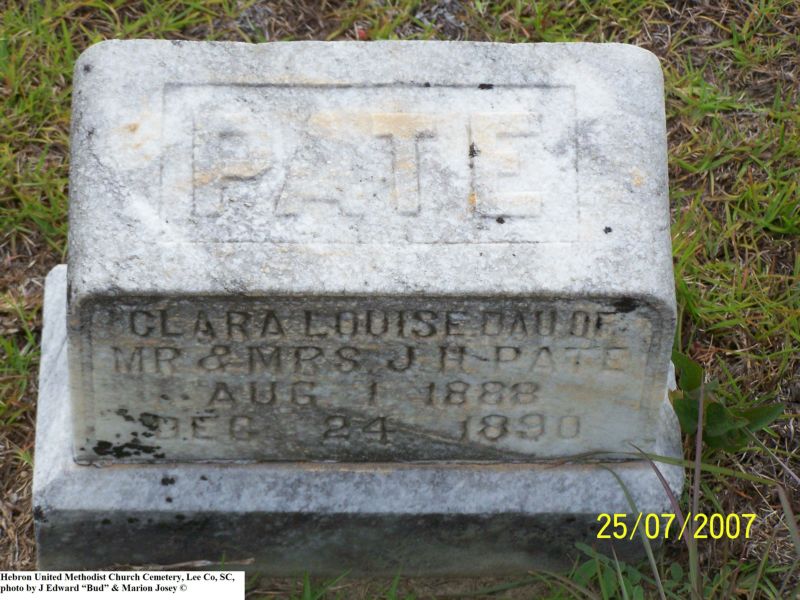 PATE
CLARA LOUISE DAU OF
MR & MRS J H PATE
AUG 1 1888
DEC 24 1890
25/07/2007
Hebron United Methodist Church Cemetery, Lee Co, SC,
photo by J Edward “Bud” & Marion Josey ©